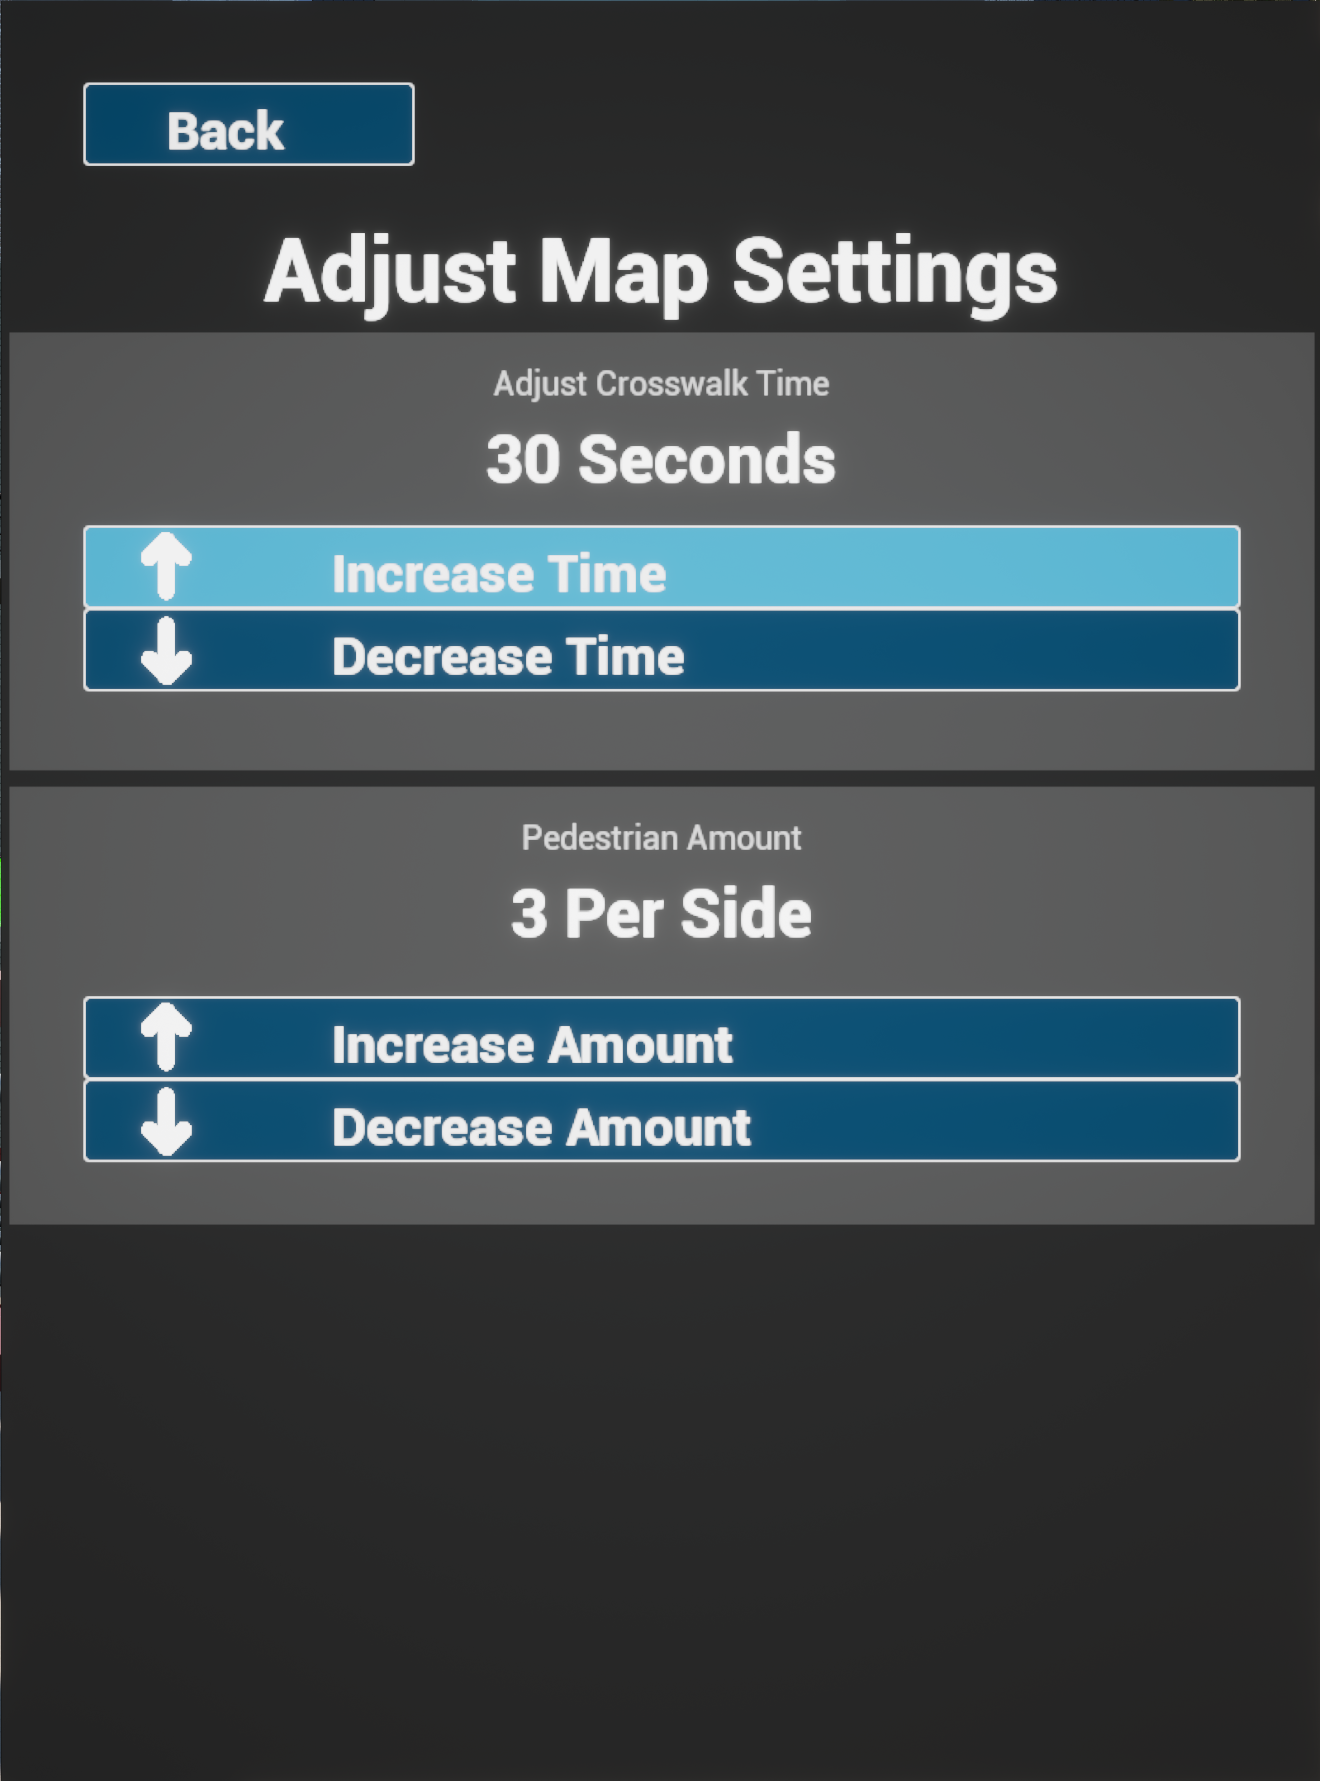 Back
Adjust Map Settings
Adjust Crosswalk Time
30 Seconds
Increase Time
Decrease Time
Pedestrian Amount
3 Per Side
Increase Amount
Decrease Amount